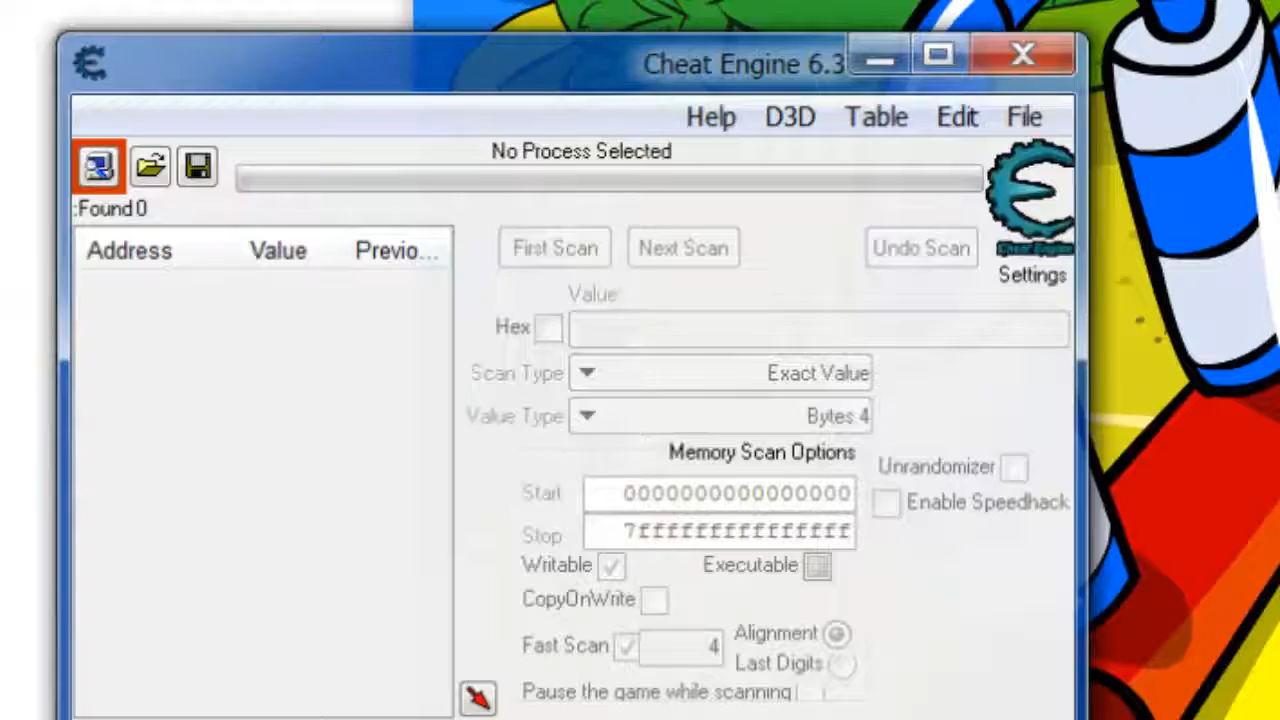 Cheat Engine 6.3
Help D3D Table Edit File
No Process Selected
:Found 0
Address Value Previo...
First Scan Next Scan Undo Scan
Cheat Engine
Settings
Value:
Hex
Scan Type Exact Value
Value Type Bytes 4
Memory Scan Options
Unrandomizer
Start 0000000000000000
Enable Speedhack
Stop 7fffffffffffffff
Writable Executable
CopyOnWrite
Fast Scan 4 Alignment
Last Digits
Pause the game while scanning